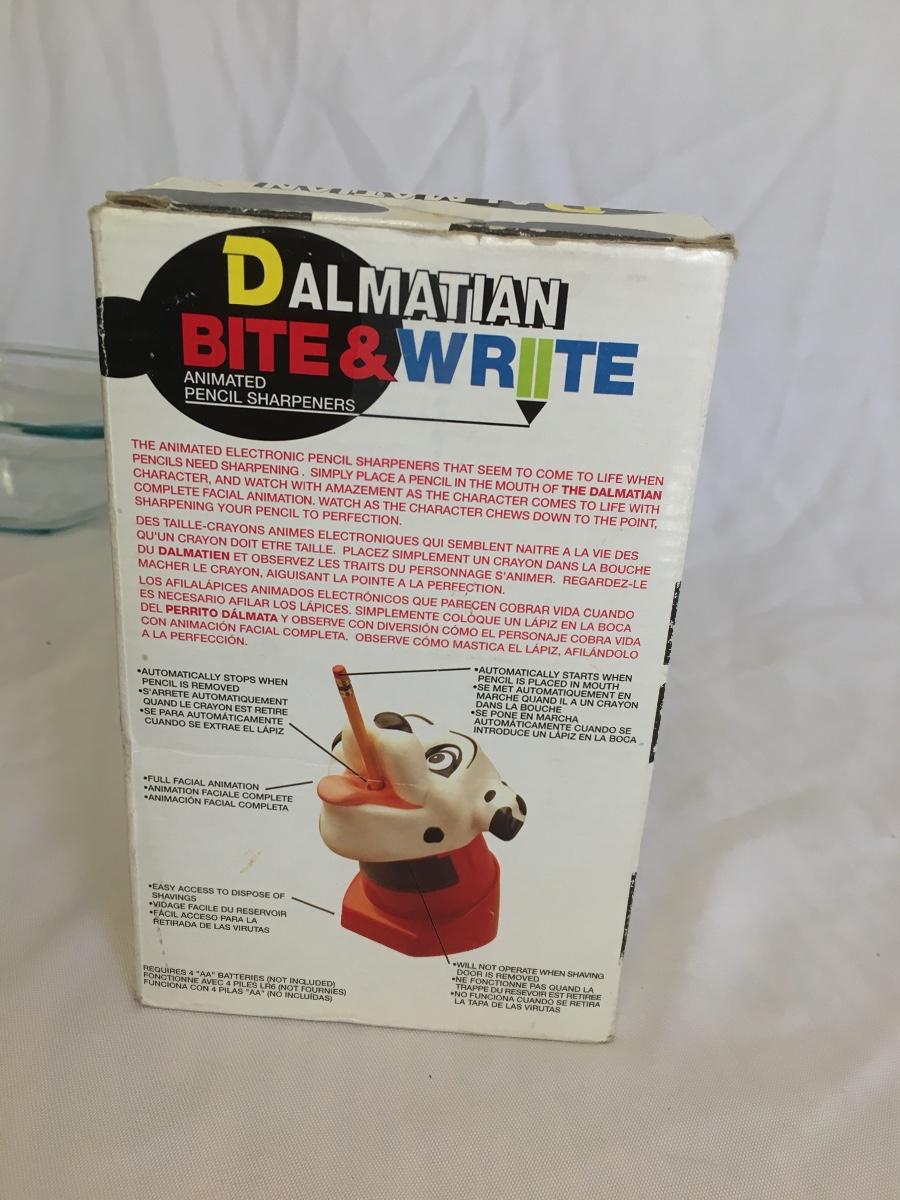 DALMATIAN
DALMATIAN
BITE & WRITE
ANIMATED
PENCIL SHARPENERS
THE ANIMATED ELECTRONIC PENCIL SHARPENERS THAT SEEM TO COME TO LIFE WHEN
PENCILS NEED SHARPENING . SIMPLY PLACE A PENCIL IN THE MOUTH OF THE DALMATIAN
CHARACTER, AND WATCH WITH AMAZEMENT AS THE CHARACTER COMES TO LIFE WITH
COMPLETE FACIAL ANIMATION. WATCH AS THE CHARACTER CHEWS DOWN TO THE POINT,
SHARPENING YOUR PENCIL TO PERFECTION.
DES TAILLE-CRAYONS ANIMES ELECTRONIQUES QUI SEMBLENT NAITRE A LA VIE DES
QU'UN CRAYON DOIT ETRE TAILLE. PLACEZ SIMPLEMENT UN CRAYON DANS LA BOUCHE
DU DALMATIEN ET OBSERVEZ LES TRAITS DU PERSONNAGE S'ANIMER. REGARDEZ-LE
MACHER LE CRAYON, AIGUISANT LA POINTE A LA PERFECTION.
LOS AFILALÁPICES ANIMADOS ELECTRÓNICOS QUE PARECEN COBRAR VIDA CUANDO
ES NECESARIO AFILAR LOS LÁPICES. SIMPLEMENTE COLOQUE UN LÁPIZ EN LA BOCA
DEL PERRITO DÁLMATA Y OBSERVE CON DIVERSIÓN CÓMO EL PERSONAJE COBRA VIDA
CON ANIMACIÓN FACIAL COMPLETA. OBSERVE CÓMO MASTICA EL LÁPIZ, AFILÁNDOLO
A LA PERFECCIÓN.
•AUTOMATICALLY STOPS WHEN
PENCIL IS REMOVED
•S'ARRETE AUTOMATIQUEMENT
QUAND LE CRAYON EST RETIRE
•SE PARA AUTOMÁTICAMENTE
CUANDO SE EXTRAE EL LÁPIZ
•AUTOMATICALLY STARTS WHEN
PENCIL IS PLACED IN MOUTH
•SE MET AUTOMATIQUEMENT EN
MARCHE QUAND IL A UN CRAYON
DANS LA BOUCHE
•SE PONE EN MARCHA
AUTOMÁTICAMENTE CUANDO SE
INTRODUCE UN LÁPIZ EN LA BOCA
•FULL FACIAL ANIMATION
•ANIMATION FACIALE COMPLETE
•ANIMACIÓN FACIAL COMPLETA
•EASY ACCESS TO DISPOSE OF
SHAVINGS
•VIDAGE FACILE DU RESERVOIR
•FÁCIL ACCESO PARA LA
RETIRADA DE LAS VIRUTAS
•WILL NOT OPERATE WHEN SHAVING
DOOR IS REMOVED
•NE FONCTIONNE PAS QUAND LA
TRAPPE DU RESEVOIR EST RETIREE
•NO FUNCIONA CUANDO SE RETIRA
LA TAPA DE LAS VIRUTAS
REQUIRES 4 "AA" BATTERIES (NOT INCLUDED)
FONCTIONNE AVEC 4 PILES LR6 (NOT FOURNIES)
FUNCIONA CON 4 PILAS "AA" (NO INCLUÍDAS)